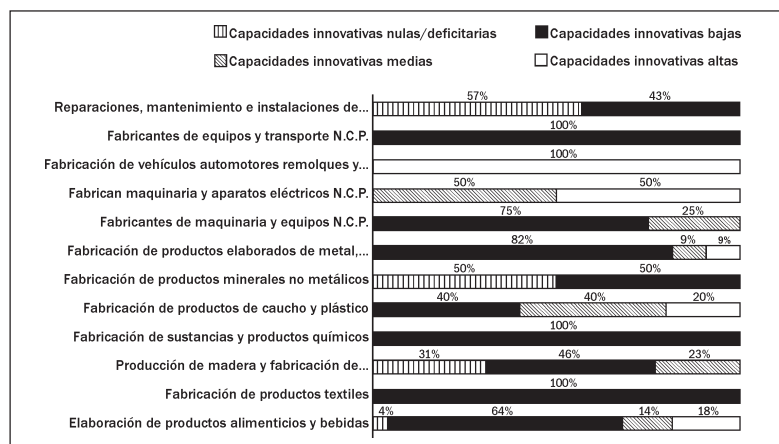 Capacidades innovativas nulas/deficitarias
Capacidades innovativas bajas
Capacidades innovativas medias
Capacidades innovativas altas
57% 43%
Reparaciones, mantenimiento e instalaciones de...
100%
Fabricantes de equipos y transporte N.C.P.
100%
Fabricación de vehículos automotores remolques y...
50% 50%
Fabrican maquinaria y aparatos eléctricos N.C.P.
75% 25%
Fabricantes de maquinaria y equipos N.C.P.
82% 9% 9%
Fabricación de productos elaborados de metal,...
50% 50%
Fabricación de productos minerales no metálicos
40% 40% 20%
Fabricación de productos de caucho y plástico
100%
Fabricación de sustancias y productos químicos
31% 46% 23%
Producción de madera y fabricación de...
100%
Fabricación de productos textiles
4% 64% 14% 18%
Elaboración de productos alimenticios y bebidas